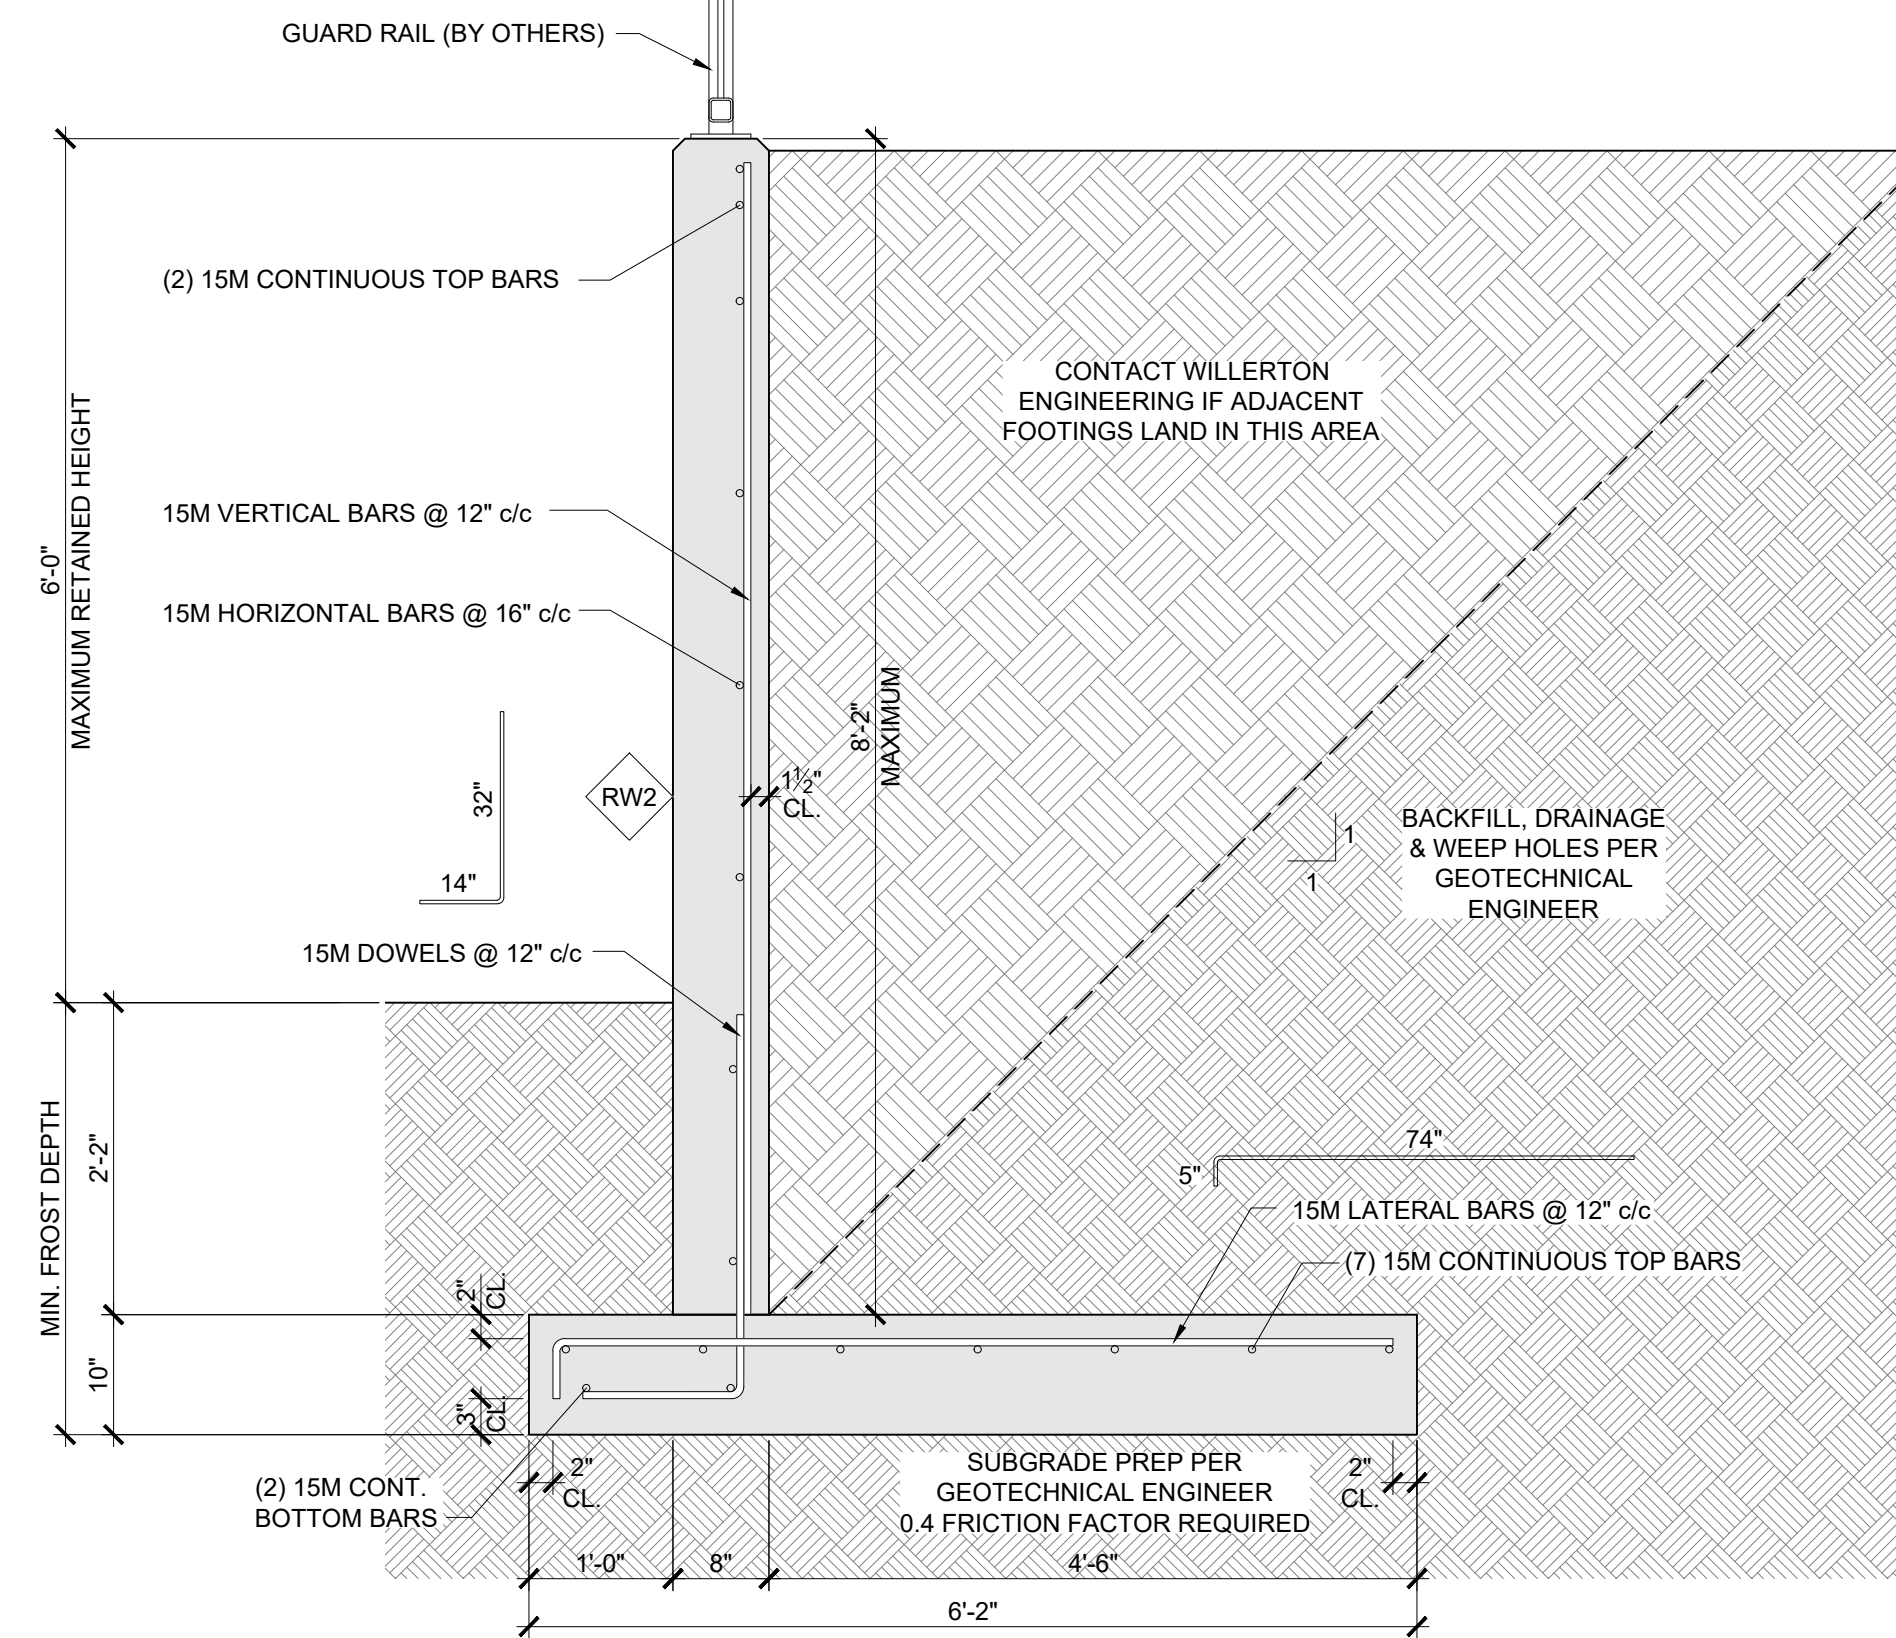 GUARD RAIL (BY OTHERS)
(2) 15M CONTINUOUS TOP BARS
6'-0"
MAXIMUM RETAINED HEIGHT
CONTACT WILLERTON
ENGINEERING IF ADJACENT
FOOTINGS LAND IN THIS AREA
15M VERTICAL BARS @ 12" c/c
15M HORIZONTAL BARS @ 16" c/c
8'-2"
MAXIMUM
32"
14"
RW2
1½"
CL.
1
1
BACKFILL, DRAINAGE
& WEEP HOLES PER
GEOTECHNICAL
ENGINEER
15M DOWELS @ 12" c/c
MIN. FROST DEPTH
2'-2"
10"
74"
5"
15M LATERAL BARS @ 12" c/c
(7) 15M CONTINUOUS TOP BARS
2"
CL.
3"
CL.
(2) 15M CONT.
BOTTOM BARS
2"
CL.
SUBGRADE PREP PER
GEOTECHNICAL ENGINEER
0.4 FRICTION FACTOR REQUIRED
2"
CL.
1'-0"
8"
4'-6"
6'-2"